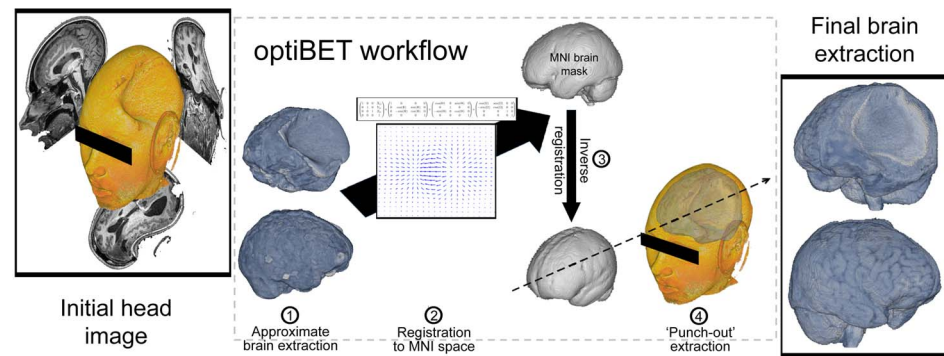 Initial head
image
optiBET workflow
①
Approximate
brain extraction
②
Registration
to MNI space
MNI brain
mask
Inverse
registration
③
④
‘Punch-out’
extraction
Final brain
extraction